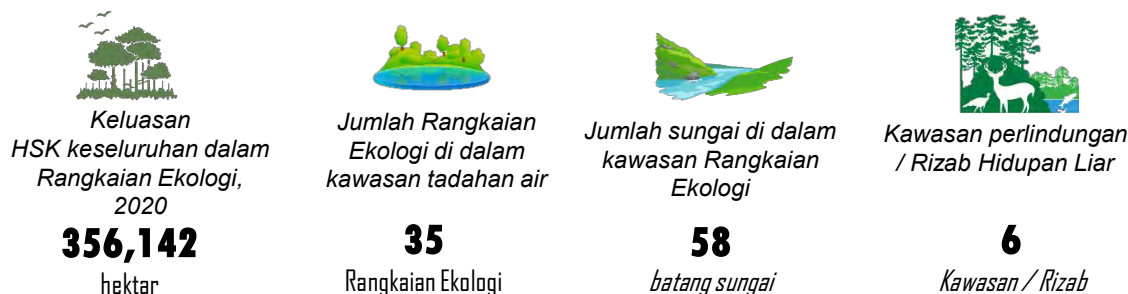 Keluasan
HSK keseluruhan dalam
Rangkaian Ekologi,
2020
356,142
hektar
Jumlah Rangkaian
Ekologi di dalam
kawasan tadahan air
35
Rangkaian Ekologi
Jumlah sungai di dalam
kawasan Rangkaian
Ekologi
58
batang sungai
Kawasan perlindungan
/ Rizab Hidupan Liar
6
Kawasan / Rizab